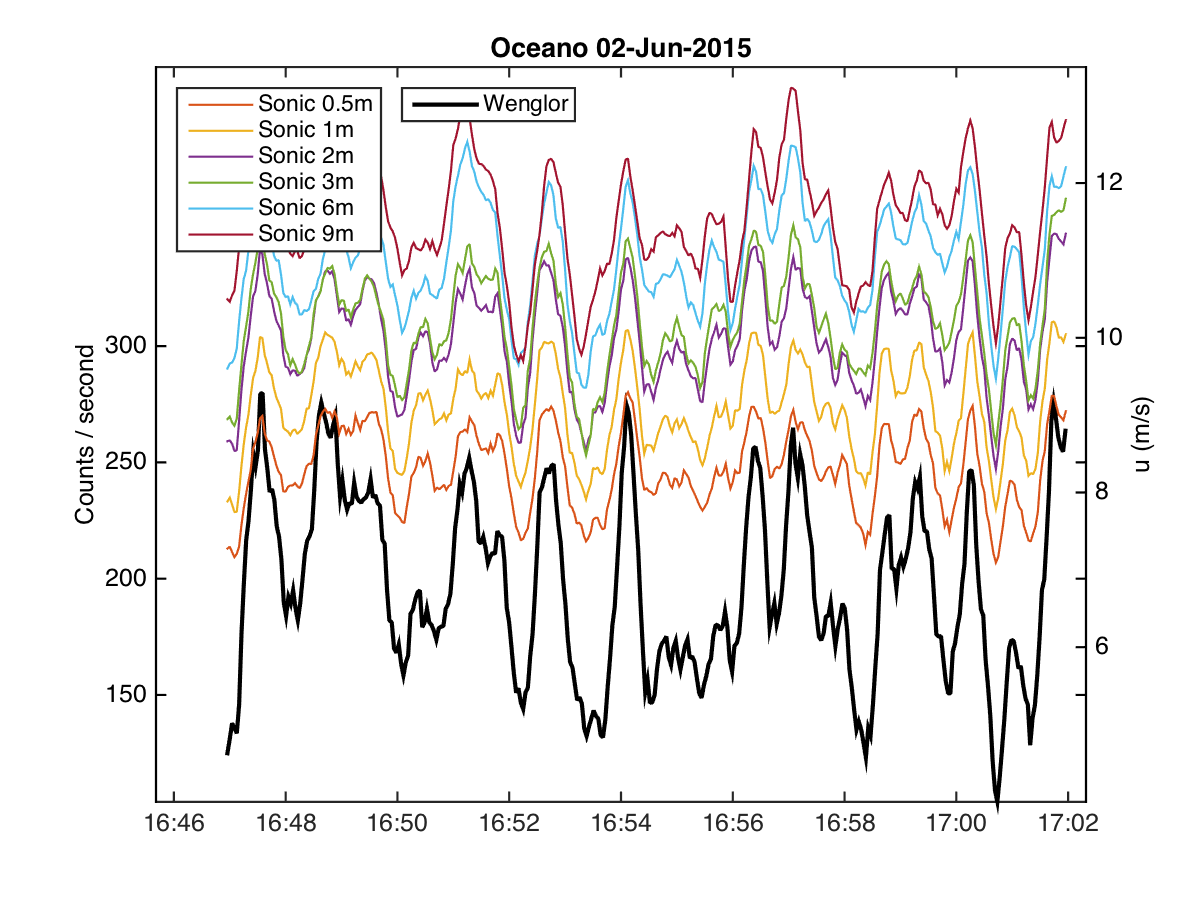 Oceano 02-Jun-2015
Sonic 0.5m
Sonic 1m
Sonic 2m
Sonic 3m
Sonic 6m
Sonic 9m
Wenglor
Counts / second
300
250
200
150
12
10
8
6
u (m/s)
16:46 16:48 16:50 16:52 16:54 16:56 16:58 17:00 17:02